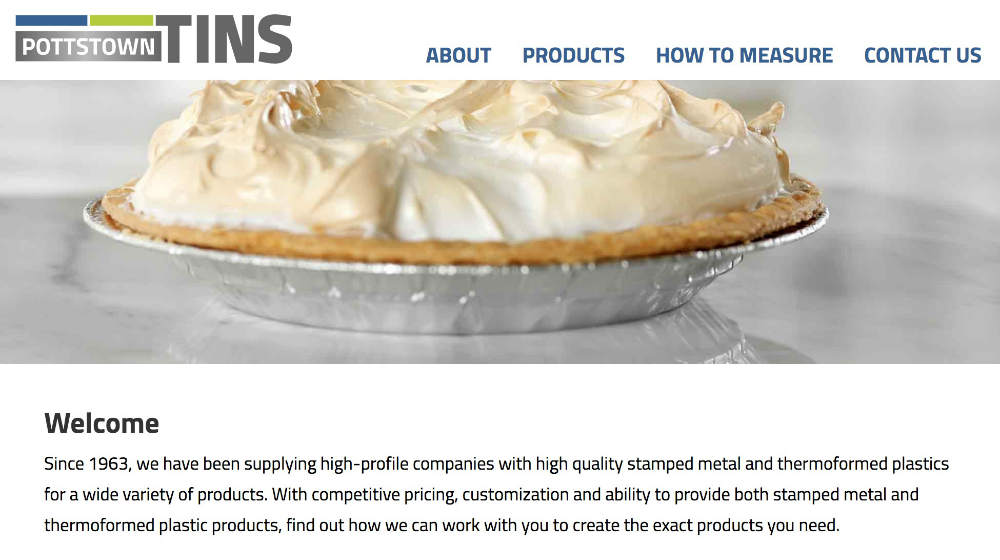 POTTSTOWN TINS
ABOUT PRODUCTS HOW TO MEASURE CONTACT US
Welcome
Since 1963, we have been supplying high-profile companies with high quality stamped metal and thermoformed plastics
for a wide variety of products. With competitive pricing, customization and ability to provide both stamped metal and
thermoformed plastic products, find out how we can work with you to create the exact products you need.